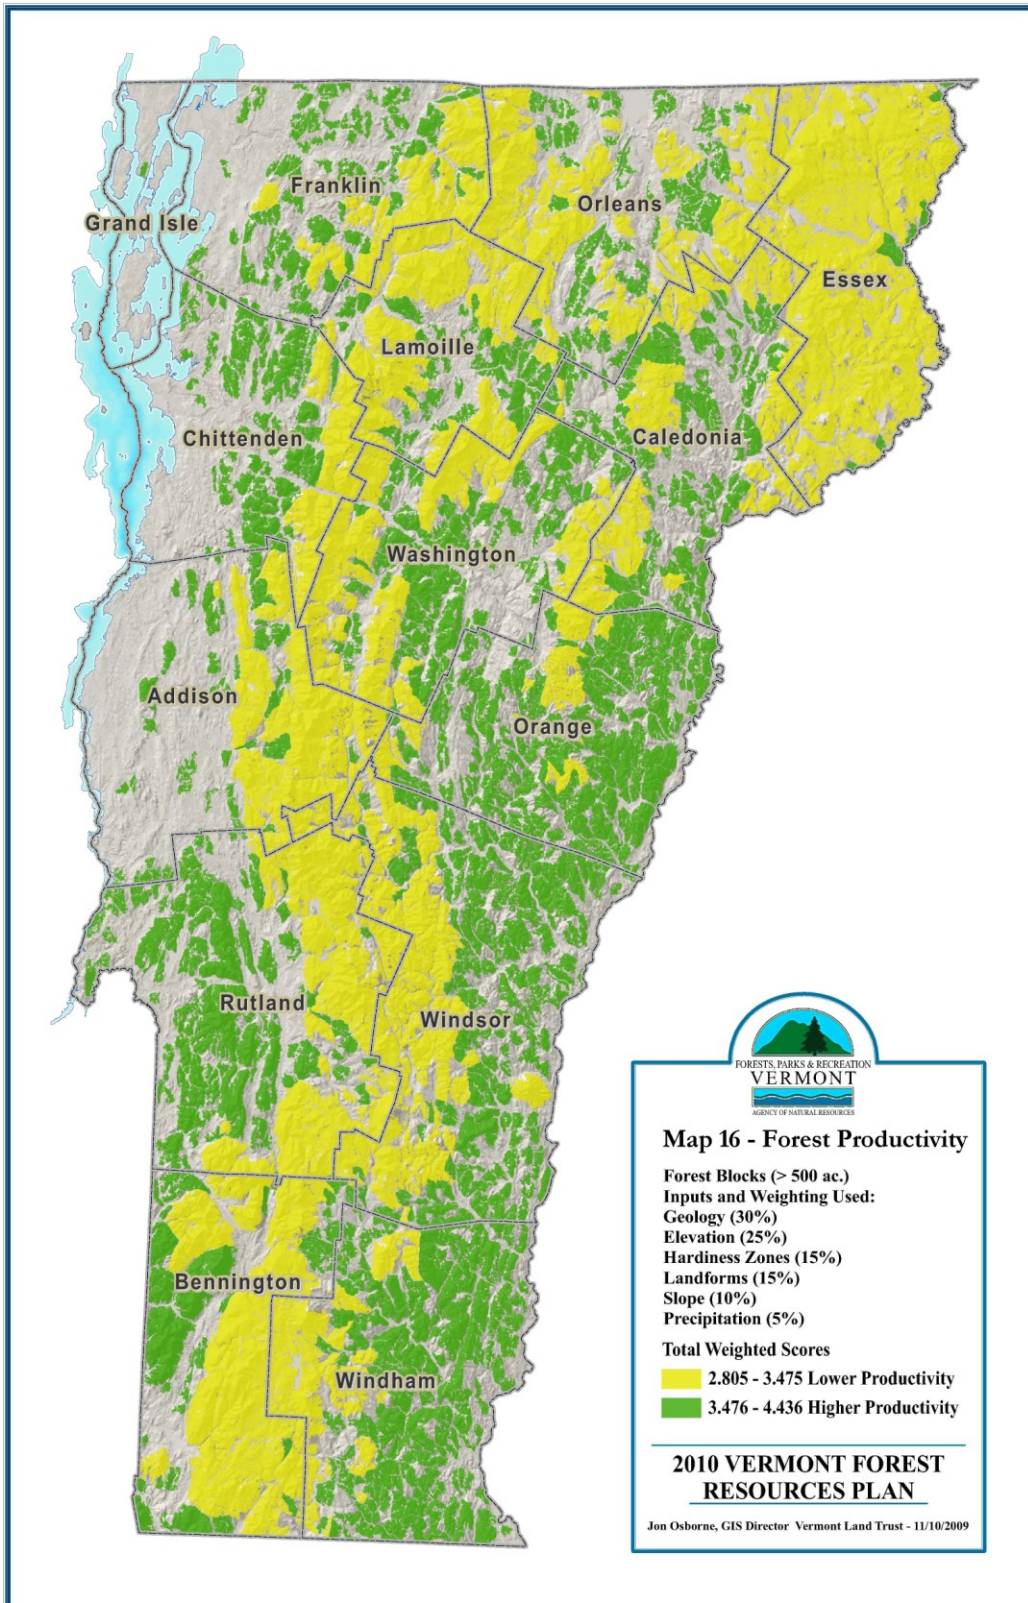 Franklin
Orleans
Grand Isle
Essex
Lamoille
Chittenden
Caledonia
Washington
Addison
Orange
Rutland
Windsor
Bennington
Windham
FORESTS, PARKS & RECREATION
VERMONT
AGENCY OF NATURAL RESOURCES
Map 16 - Forest Productivity
Forest Blocks (> 500 ac.)
Inputs and Weighting Used:
Geology (30%)
Elevation (25%)
Hardiness Zones (15%)
Landforms (15%)
Slope (10%)
Precipitation (5%)
Total Weighted Scores
2.805 - 3.475 Lower Productivity
3.476 - 4.436 Higher Productivity
2010 VERMONT FOREST
RESOURCES PLAN
Jon Osborne, GIS Director Vermont Land Trust - 11/10/2009